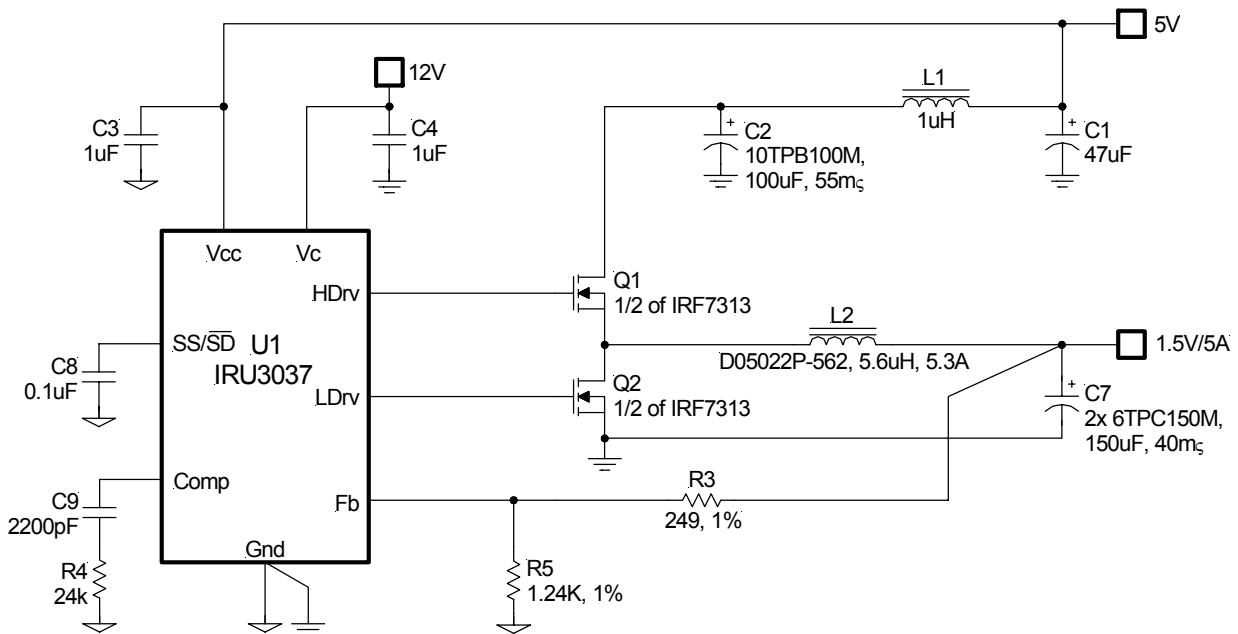 5V
12V
L1
1uH
C3
1uF
C4
1uF
C2
10TPB100M,
100uF, 55mς
C1
47uF
Vcc
Vc
HDrv
Q1
1/2 of IRF7313
L2
D05022P-562, 5.6uH, 5.3A
1.5V/5A
SS/SD
U1
IRU3037
C8
0.1uF
LDrv
Q2
1/2 of IRF7313
C7
2x 6TPC150M,
150uF, 40mς
Comp
Fb
C9
2200pF
R3
249, 1%
Gnd
R4
24k
R5
1.24K, 1%